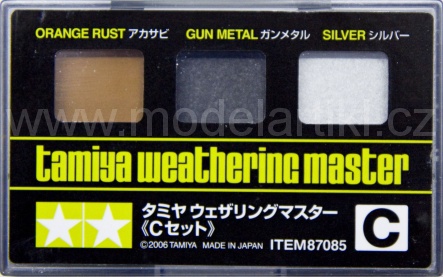 ORANGE RUST アカサビ GUN METAL ガンメタル SILVER シルバー
www.modelartikl.cz
tamiya weathering master
タミヤ ウェザリングマスター
《Cセット》
C
©2006 TAMIYA MADE IN JAPAN ITEM87085